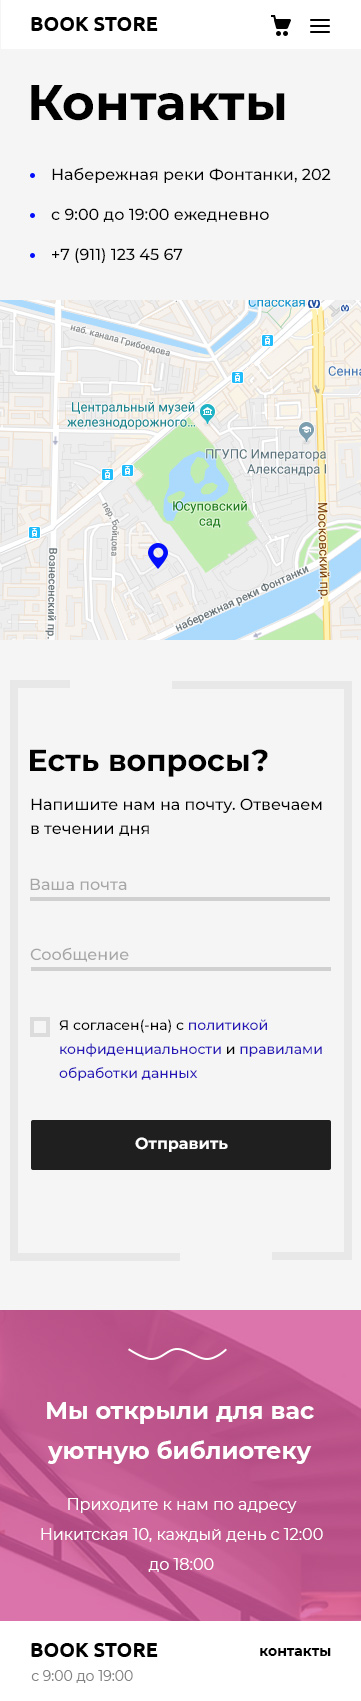 BOOK STORE
Контакты
Набережная реки Фонтанки, 202
с 9:00 до 19:00 ежедневно
+7 (911) 123 45 67
Спасская
наб. канала Грибоедова
Сенна
Центральный музей
железнодорожного...
ПГУПС Императора
Александра I
Юсуповский
сад
пер. Бойцова
Московский пр.
Вознесенский пр.
набережная реки Фонтанки
Есть вопросы?
Напишите нам на почту. Отвечаем
в течении дня
Ваша почта
Сообщение
Я согласен(-на) с политикой
конфиденциальности и правилами
обработки данных
Отправить
Мы открыли для вас
уютную библиотеку
Приходите к нам по адресу
Никитская 10, каждый день с 12:00
до 18:00
BOOK STORE
контакты
с 9:00 до 19:00